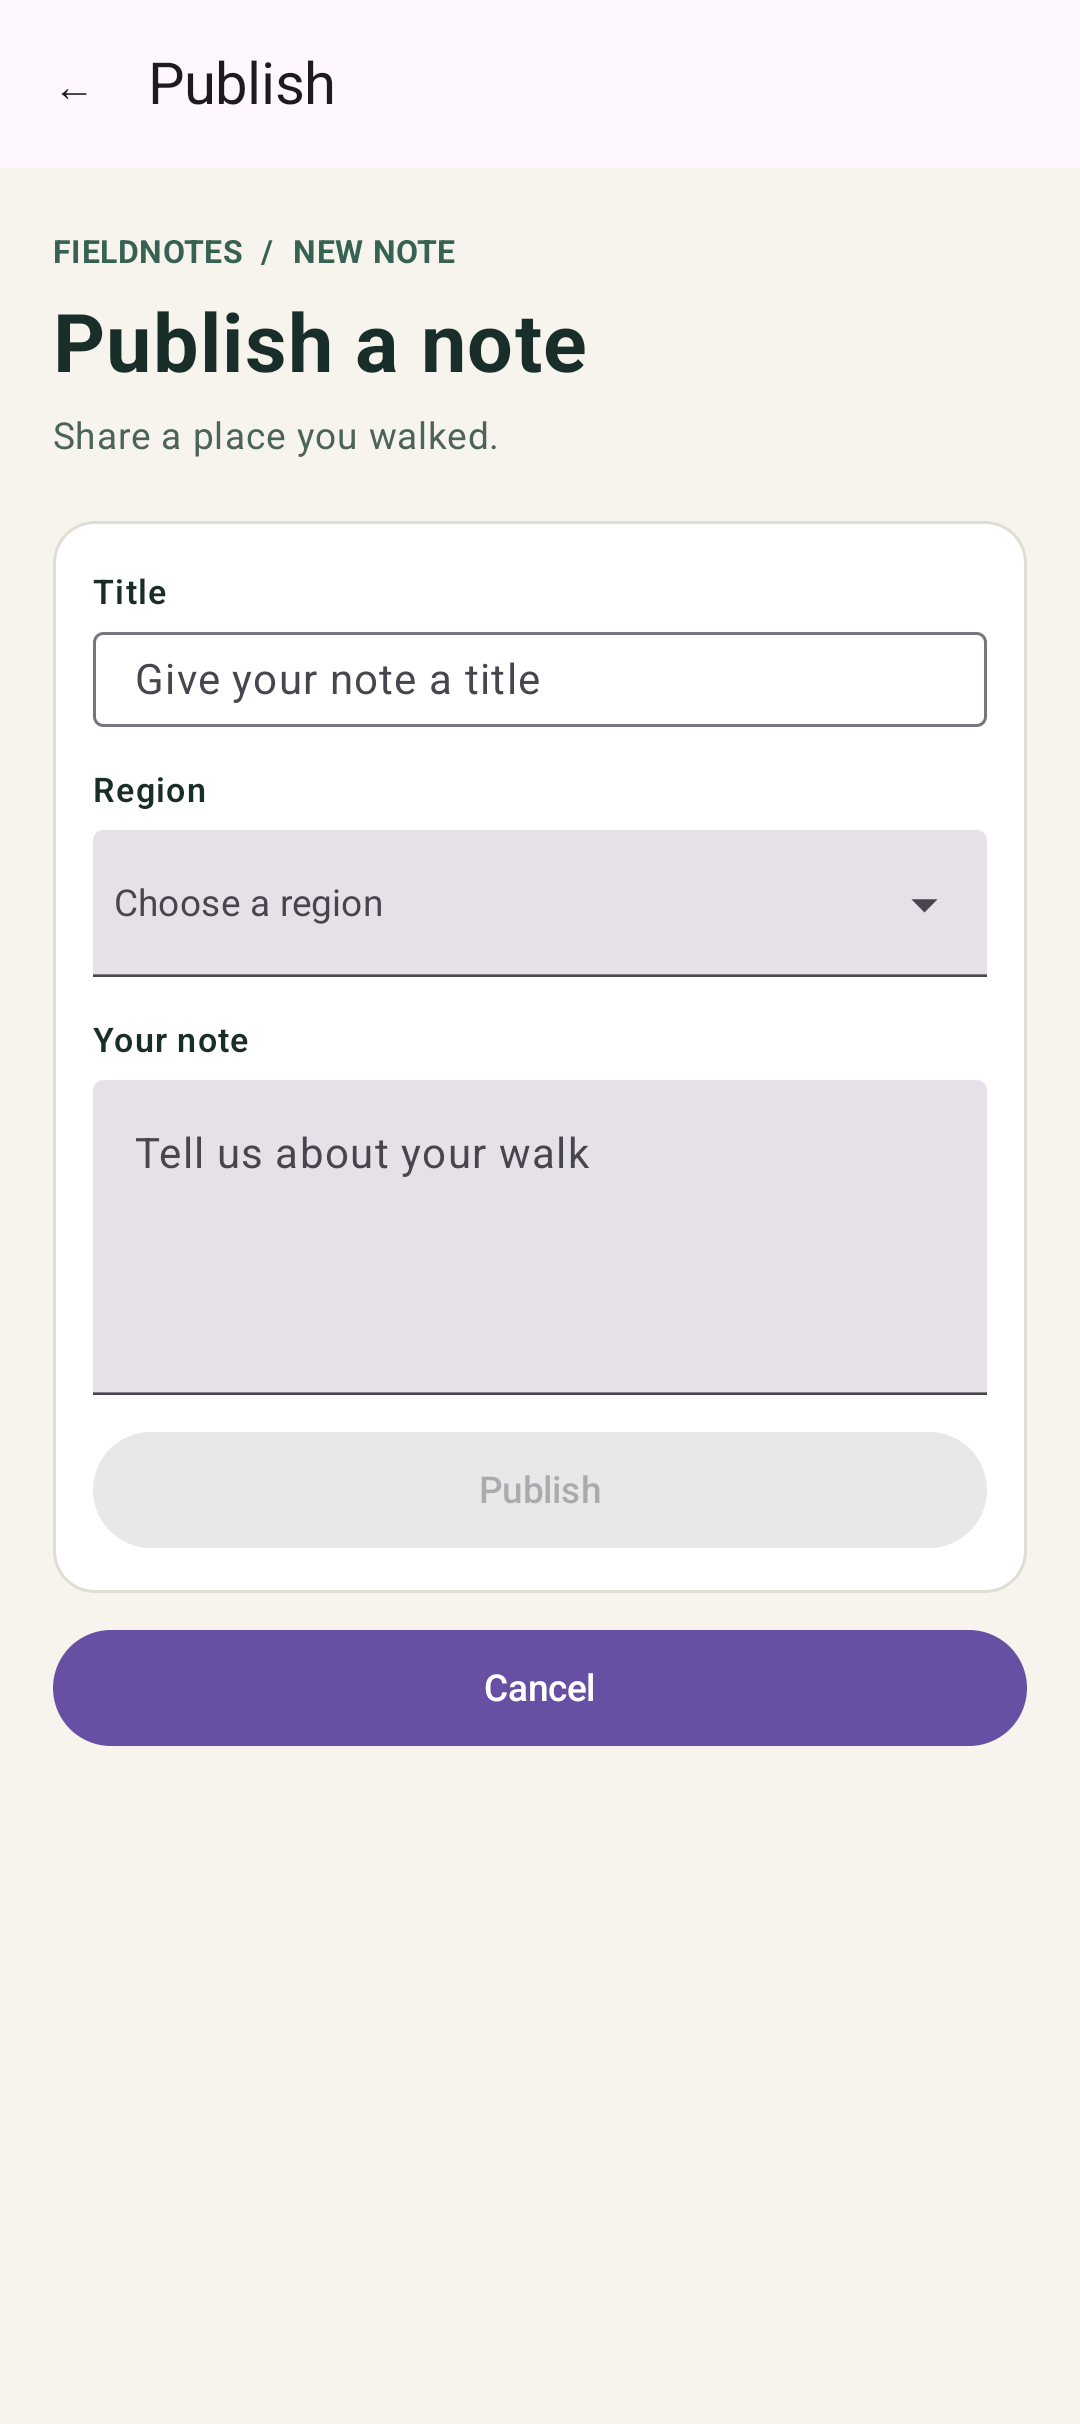 ← Publish
FIELDNOTES / NEW NOTE
Publish a note
Share a place you walked.
Title
Give your note a title
Region
Choose a region
Your note
Tell us about your walk
Publish
Cancel